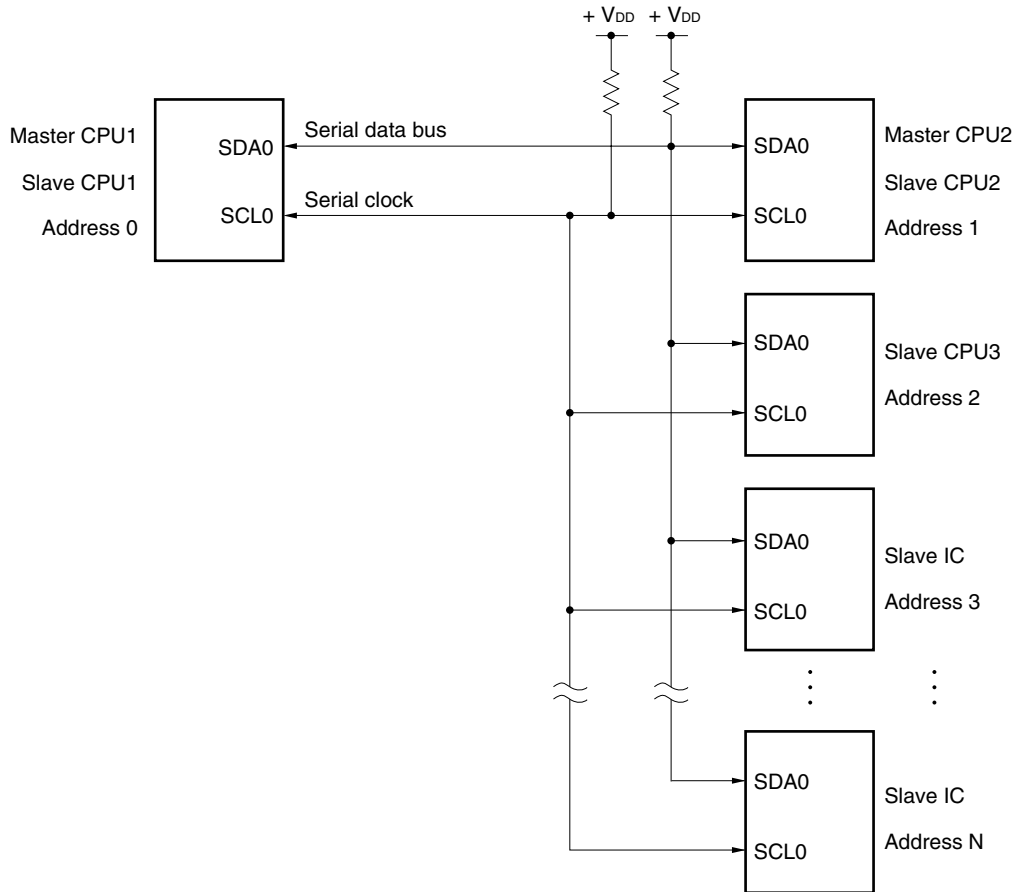 + VDD
+ VDD
Master CPU1
Slave CPU1
Address 0
SDA0
SCL0
Serial data bus
Serial clock
SDA0
SCL0
Master CPU2
Slave CPU2
Address 1
SDA0
SCL0
Slave CPU3
Address 2
SDA0
SCL0
Slave IC
Address 3
SDA0
SCL0
Slave IC
Address N